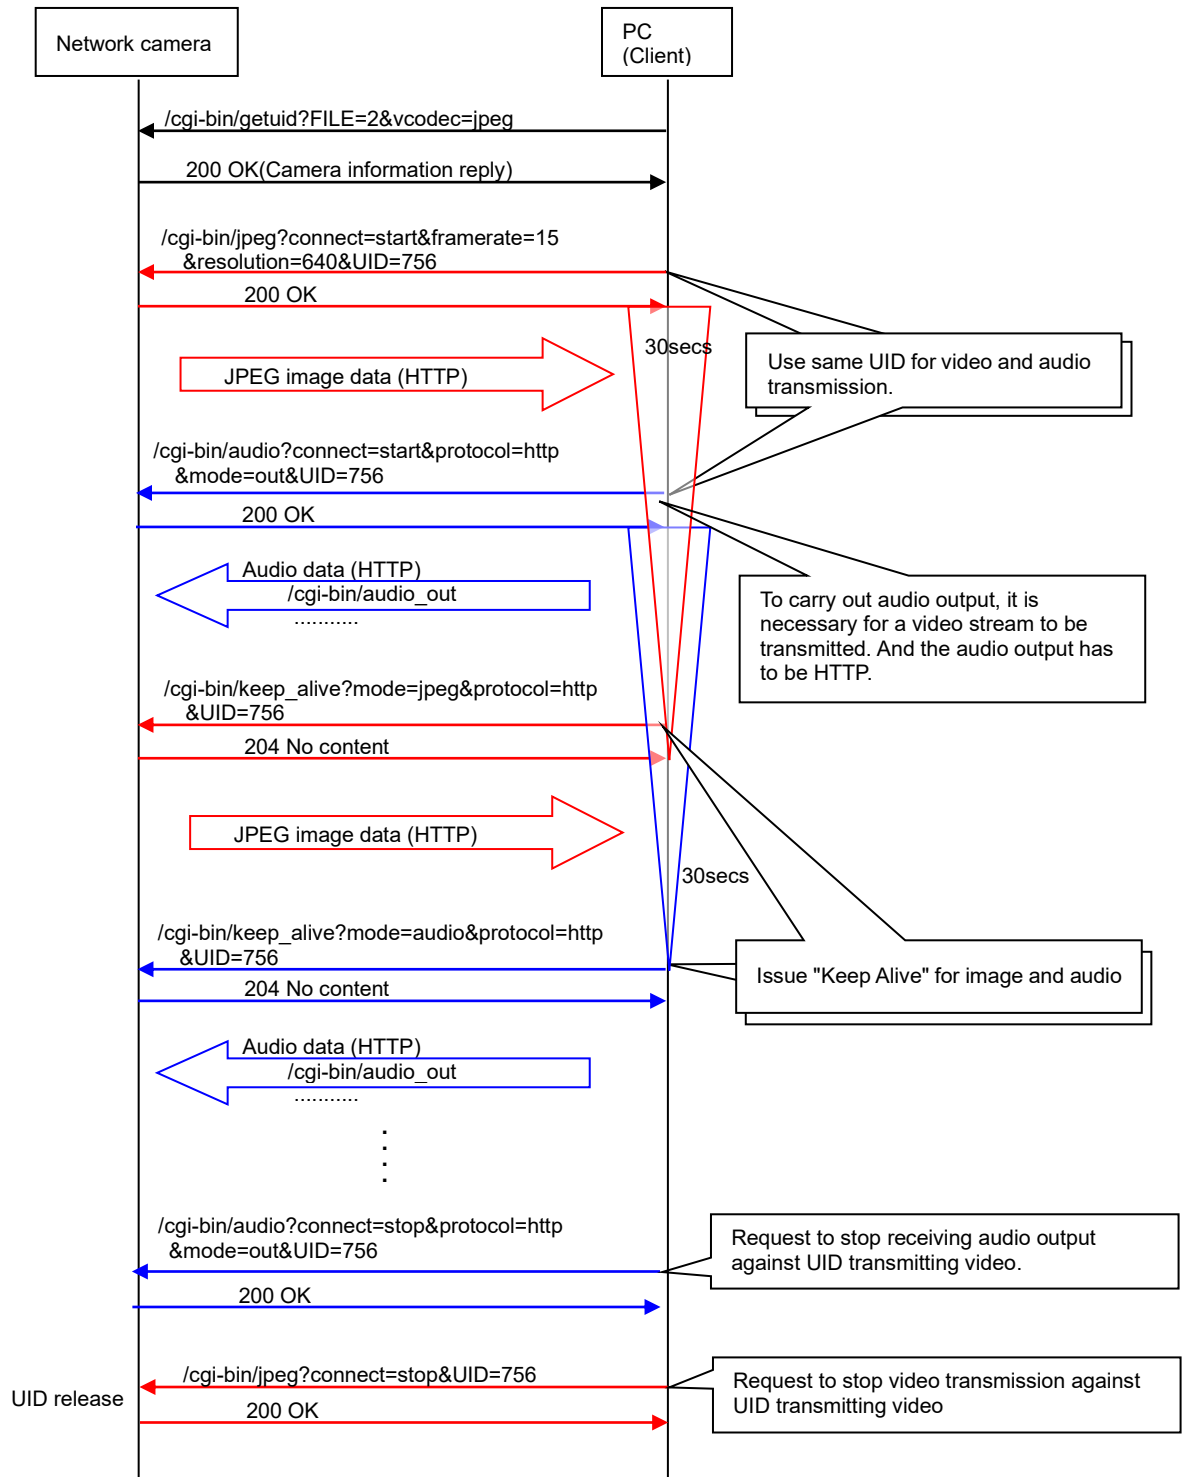 Network camera
PC
(Client)
/cgi-bin/getuid?FILE=2&vcodec=jpeg
200 OK(Camera information reply)
/cgi-bin/jpeg?connect=start&framerate=15
&resolution=640&UID=756
200 OK
30secs
Use same UID for video and audio
transmission.
JPEG image data (HTTP)
/cgi-bin/audio?connect=start&protocol=http
&mode=out&UID=756
200 OK
Audio data (HTTP)
/cgi-bin/audio_out
...........
To carry out audio output, it is
necessary for a video stream to be
transmitted. And the audio output has
to be HTTP.
/cgi-bin/keep_alive?mode=jpeg&protocol=http
&UID=756
204 No content
JPEG image data (HTTP)
30secs
/cgi-bin/keep_alive?mode=audio&protocol=http
&UID=756
204 No content
Issue "Keep Alive" for image and audio
Audio data (HTTP)
/cgi-bin/audio_out
...........
/cgi-bin/audio?connect=stop&protocol=http
&mode=out&UID=756
200 OK
Request to stop receiving audio output
against UID transmitting video.
/cgi-bin/jpeg?connect=stop&UID=756
UID release
200 OK
Request to stop video transmission against
UID transmitting video